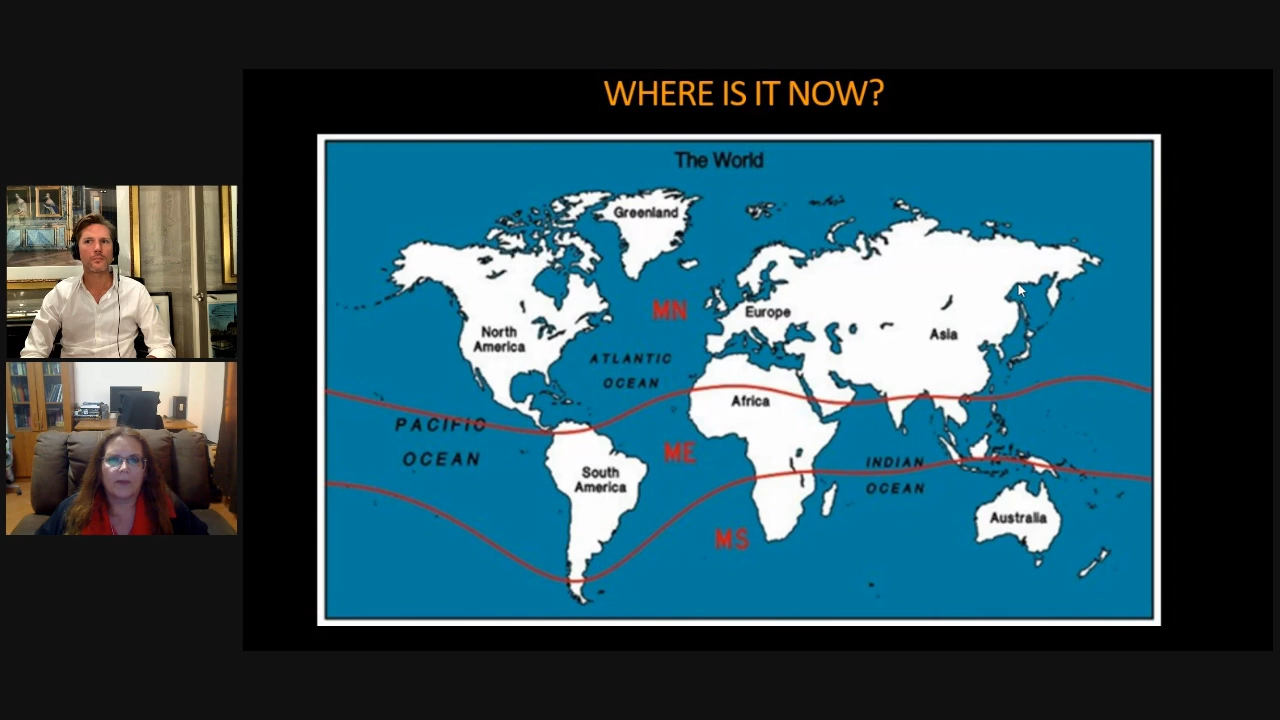 WHERE IS IT NOW?
The World
Greenland
MN
Europe
North
America
Asia
ATLANTIC
OCEAN
Africa
PACIFIC
OCEAN
ME
INDIAN
OCEAN
South
America
Australia
MS